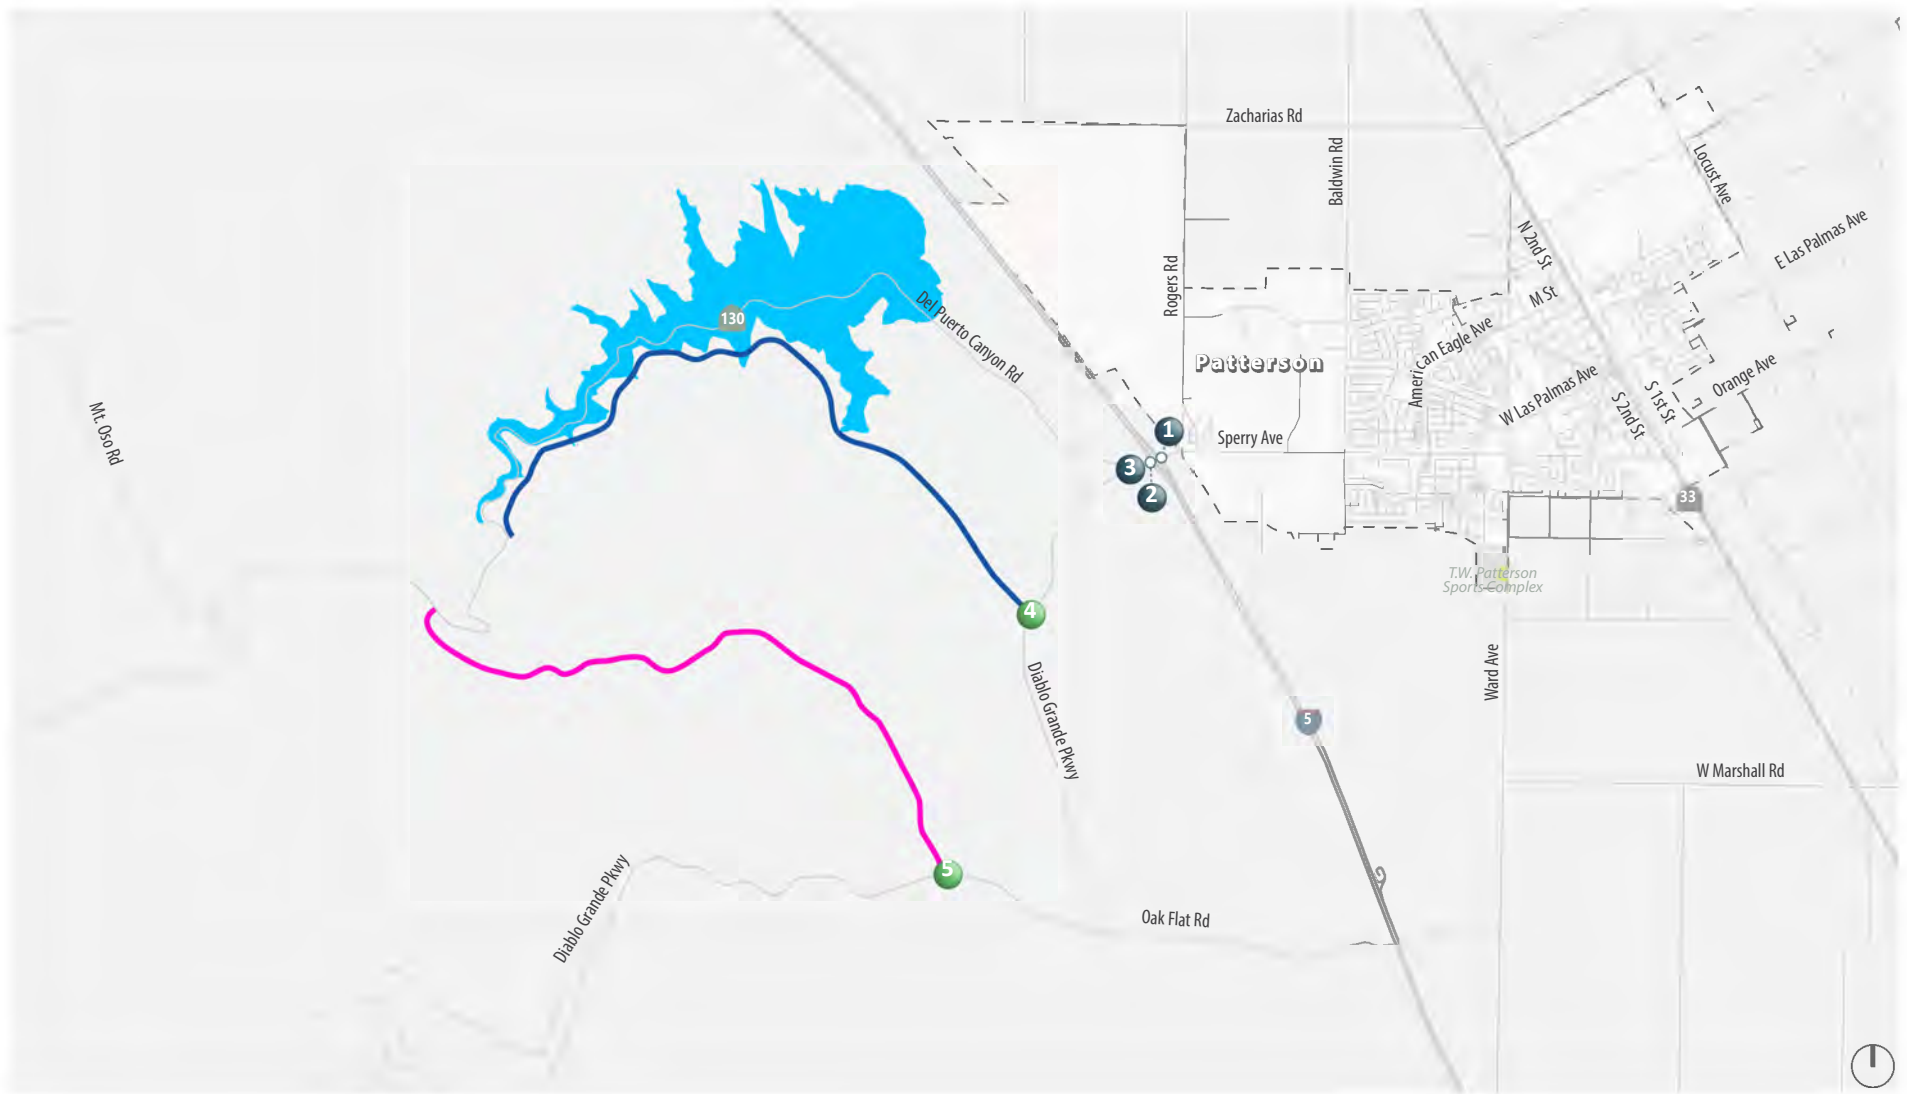 Zacharias Rd
Baldwin Rd
Locust Ave
N 2nd St
E Las Palmas Ave
Rogers Rd
M St
Del Puerto Canyon Rd
130
American Eagle Ave
Patterson
Orange Ave
W Las Palmas Ave
S 1st St
S 2nd St
Mt. Oso Rd
1
Sperry Ave
3
2
33
T.W. Patterson
Sports Complex
4
Diablo Grande Pkwy
Ward Ave
5
W Marshall Rd
5
Diablo Grande Pkwy
Oak Flat Rd